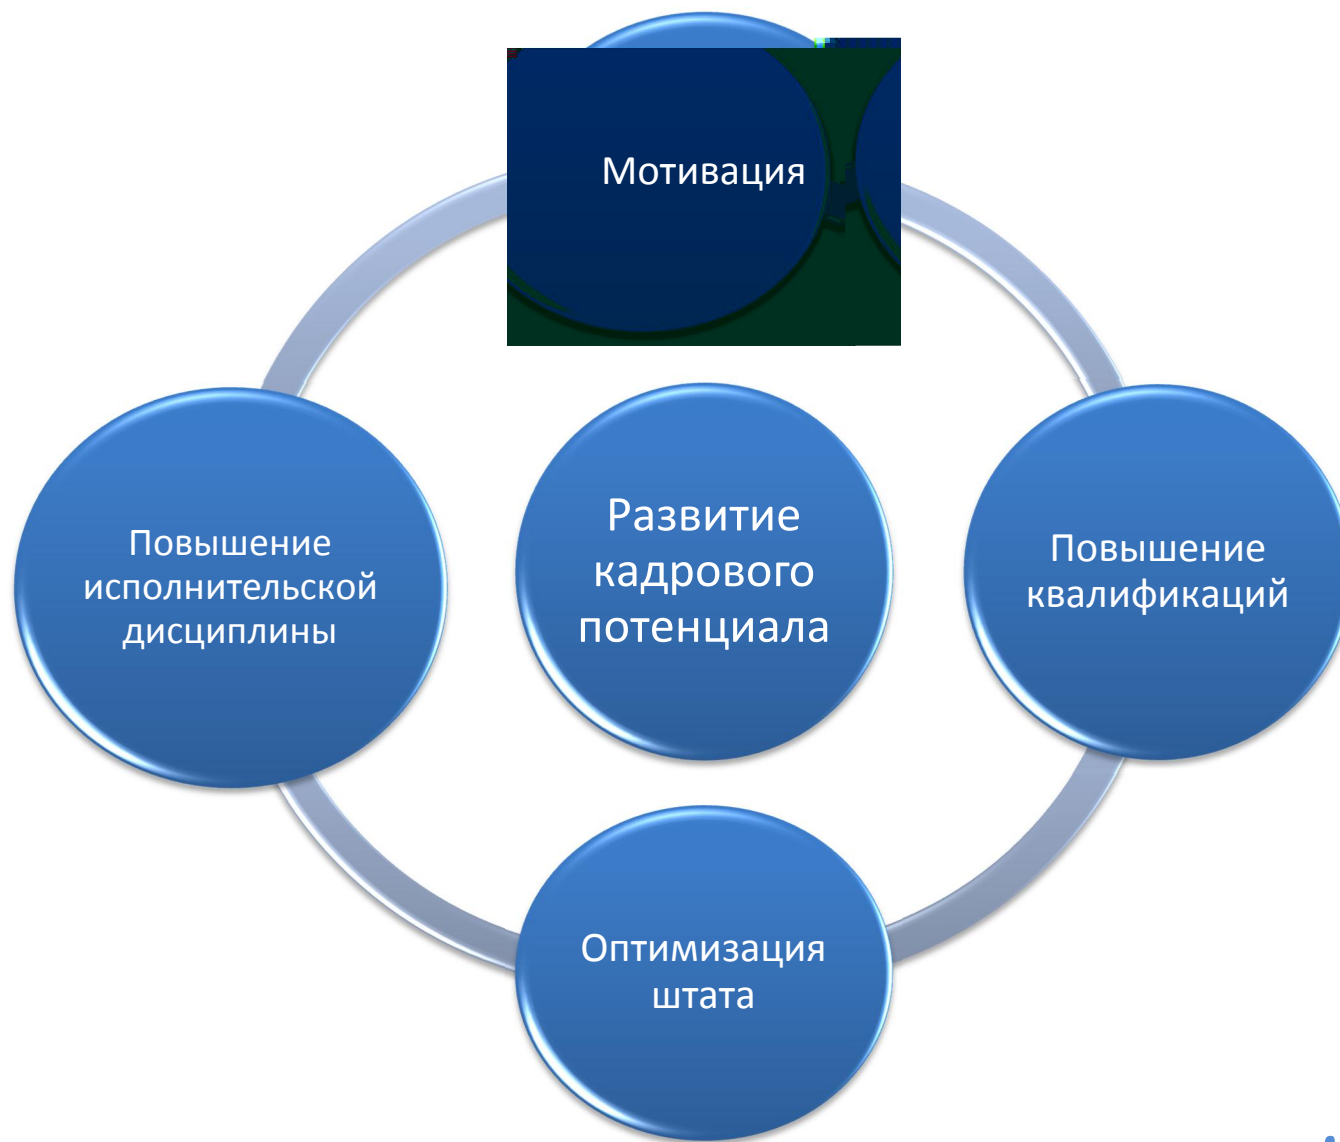 Мотивация
Повышение
исполнительской
дисциплины
Развитие
кадрового
потенциала
Повышение
квалификаций
Оптимизация
штата